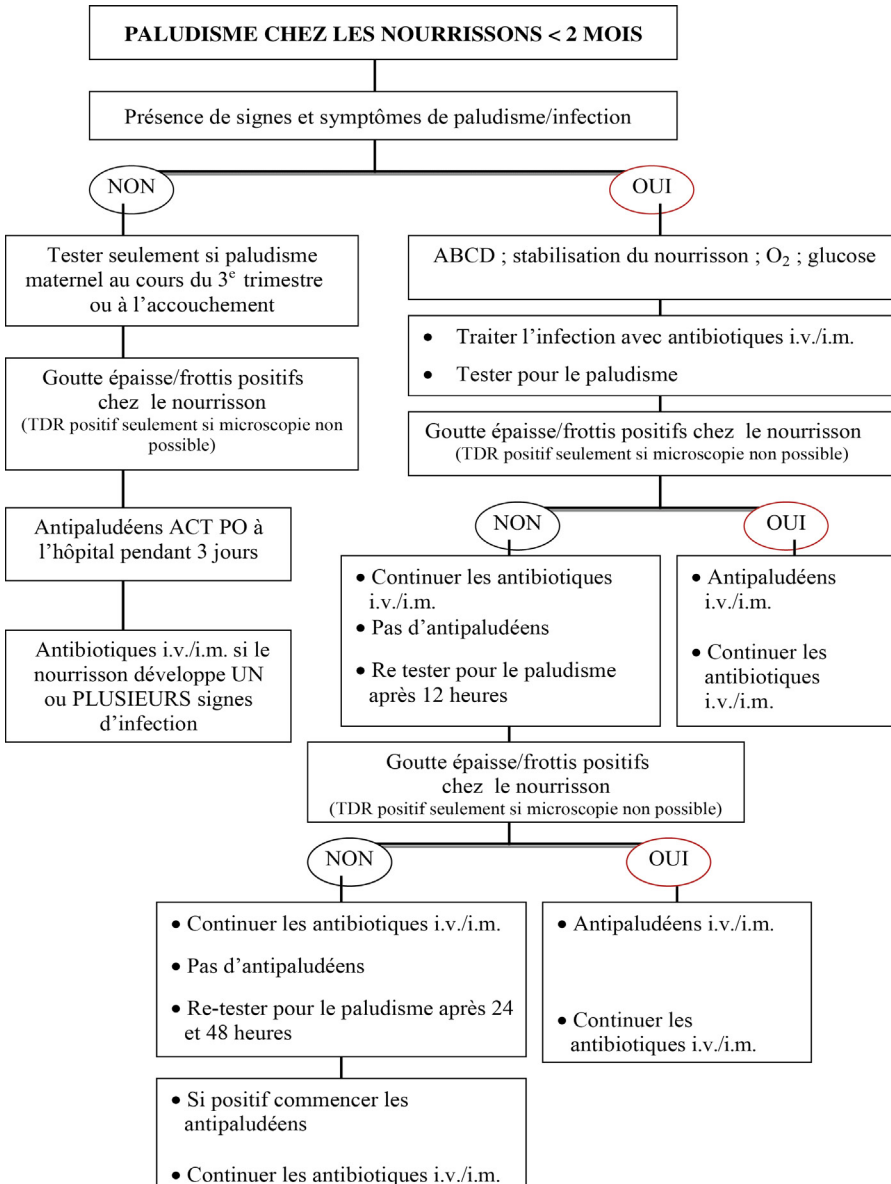 PALUDISME CHEZ LES NOURRISSONS < 2 MOIS
Présence de signes et symptômes de paludisme/infection
NON
OUI
Tester seulement si paludisme
maternel au cours du 3e trimestre
ou à l'accouchement
Goutte épaisse/frottis positifs
chez le nourrisson
(TDR positif seulement si microscopie non
possible)
Antipaludéens ACT PO à
l'hôpital pendant 3 jours
Antibiotiques i.v./i.m. si le
nourrisson développe UN
ou PLUSIEURS signes
d'infection
ABCD ; stabilisation du nourrisson ; O2 ; glucose
• Traiter l'infection avec antibiotiques i.v./i.m.
• Tester pour le paludisme
Goutte épaisse/frottis positifs chez le nourrisson
(TDR positif seulement si microscopie non possible)
NON
OUI
• Continuer les antibiotiques
i.v./i.m.
• Pas d'antipaludéens
• Re tester pour le paludisme
après 12 heures
• Antipaludéens
i.v./i.m.
• Continuer les
antibiotiques
i.v./i.m.
Goutte épaisse/frottis positifs
chez le nourrisson
(TDR positif seulement si microscopie non possible)
NON
OUI
• Continuer les antibiotiques i.v./i.m.
• Pas d'antipaludéens
• Re-tester pour le paludisme après 24
et 48 heures
• Antipaludéens i.v./i.m.
• Continuer les
antibiotiques i.v./i.m.
• Si positif commencer les
antipaludéens
• Continuer les antibiotiques i.v./i.m.